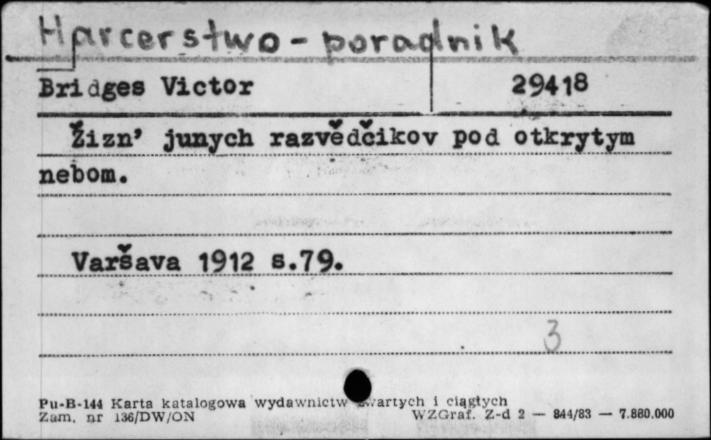 Harcerstwo - poradnik
Bridges Victor 29418
Žizn' junych razvědčikov pod otkrytym
nebom.
Varšava 1912 s.79.
3
Pu-B-144 Karta katalogowa wydawnictw zwartych i ciągłych
Zam. nr 136/DW/ON WZGraf. Z-d 2 — 844/83 — 7.880.000